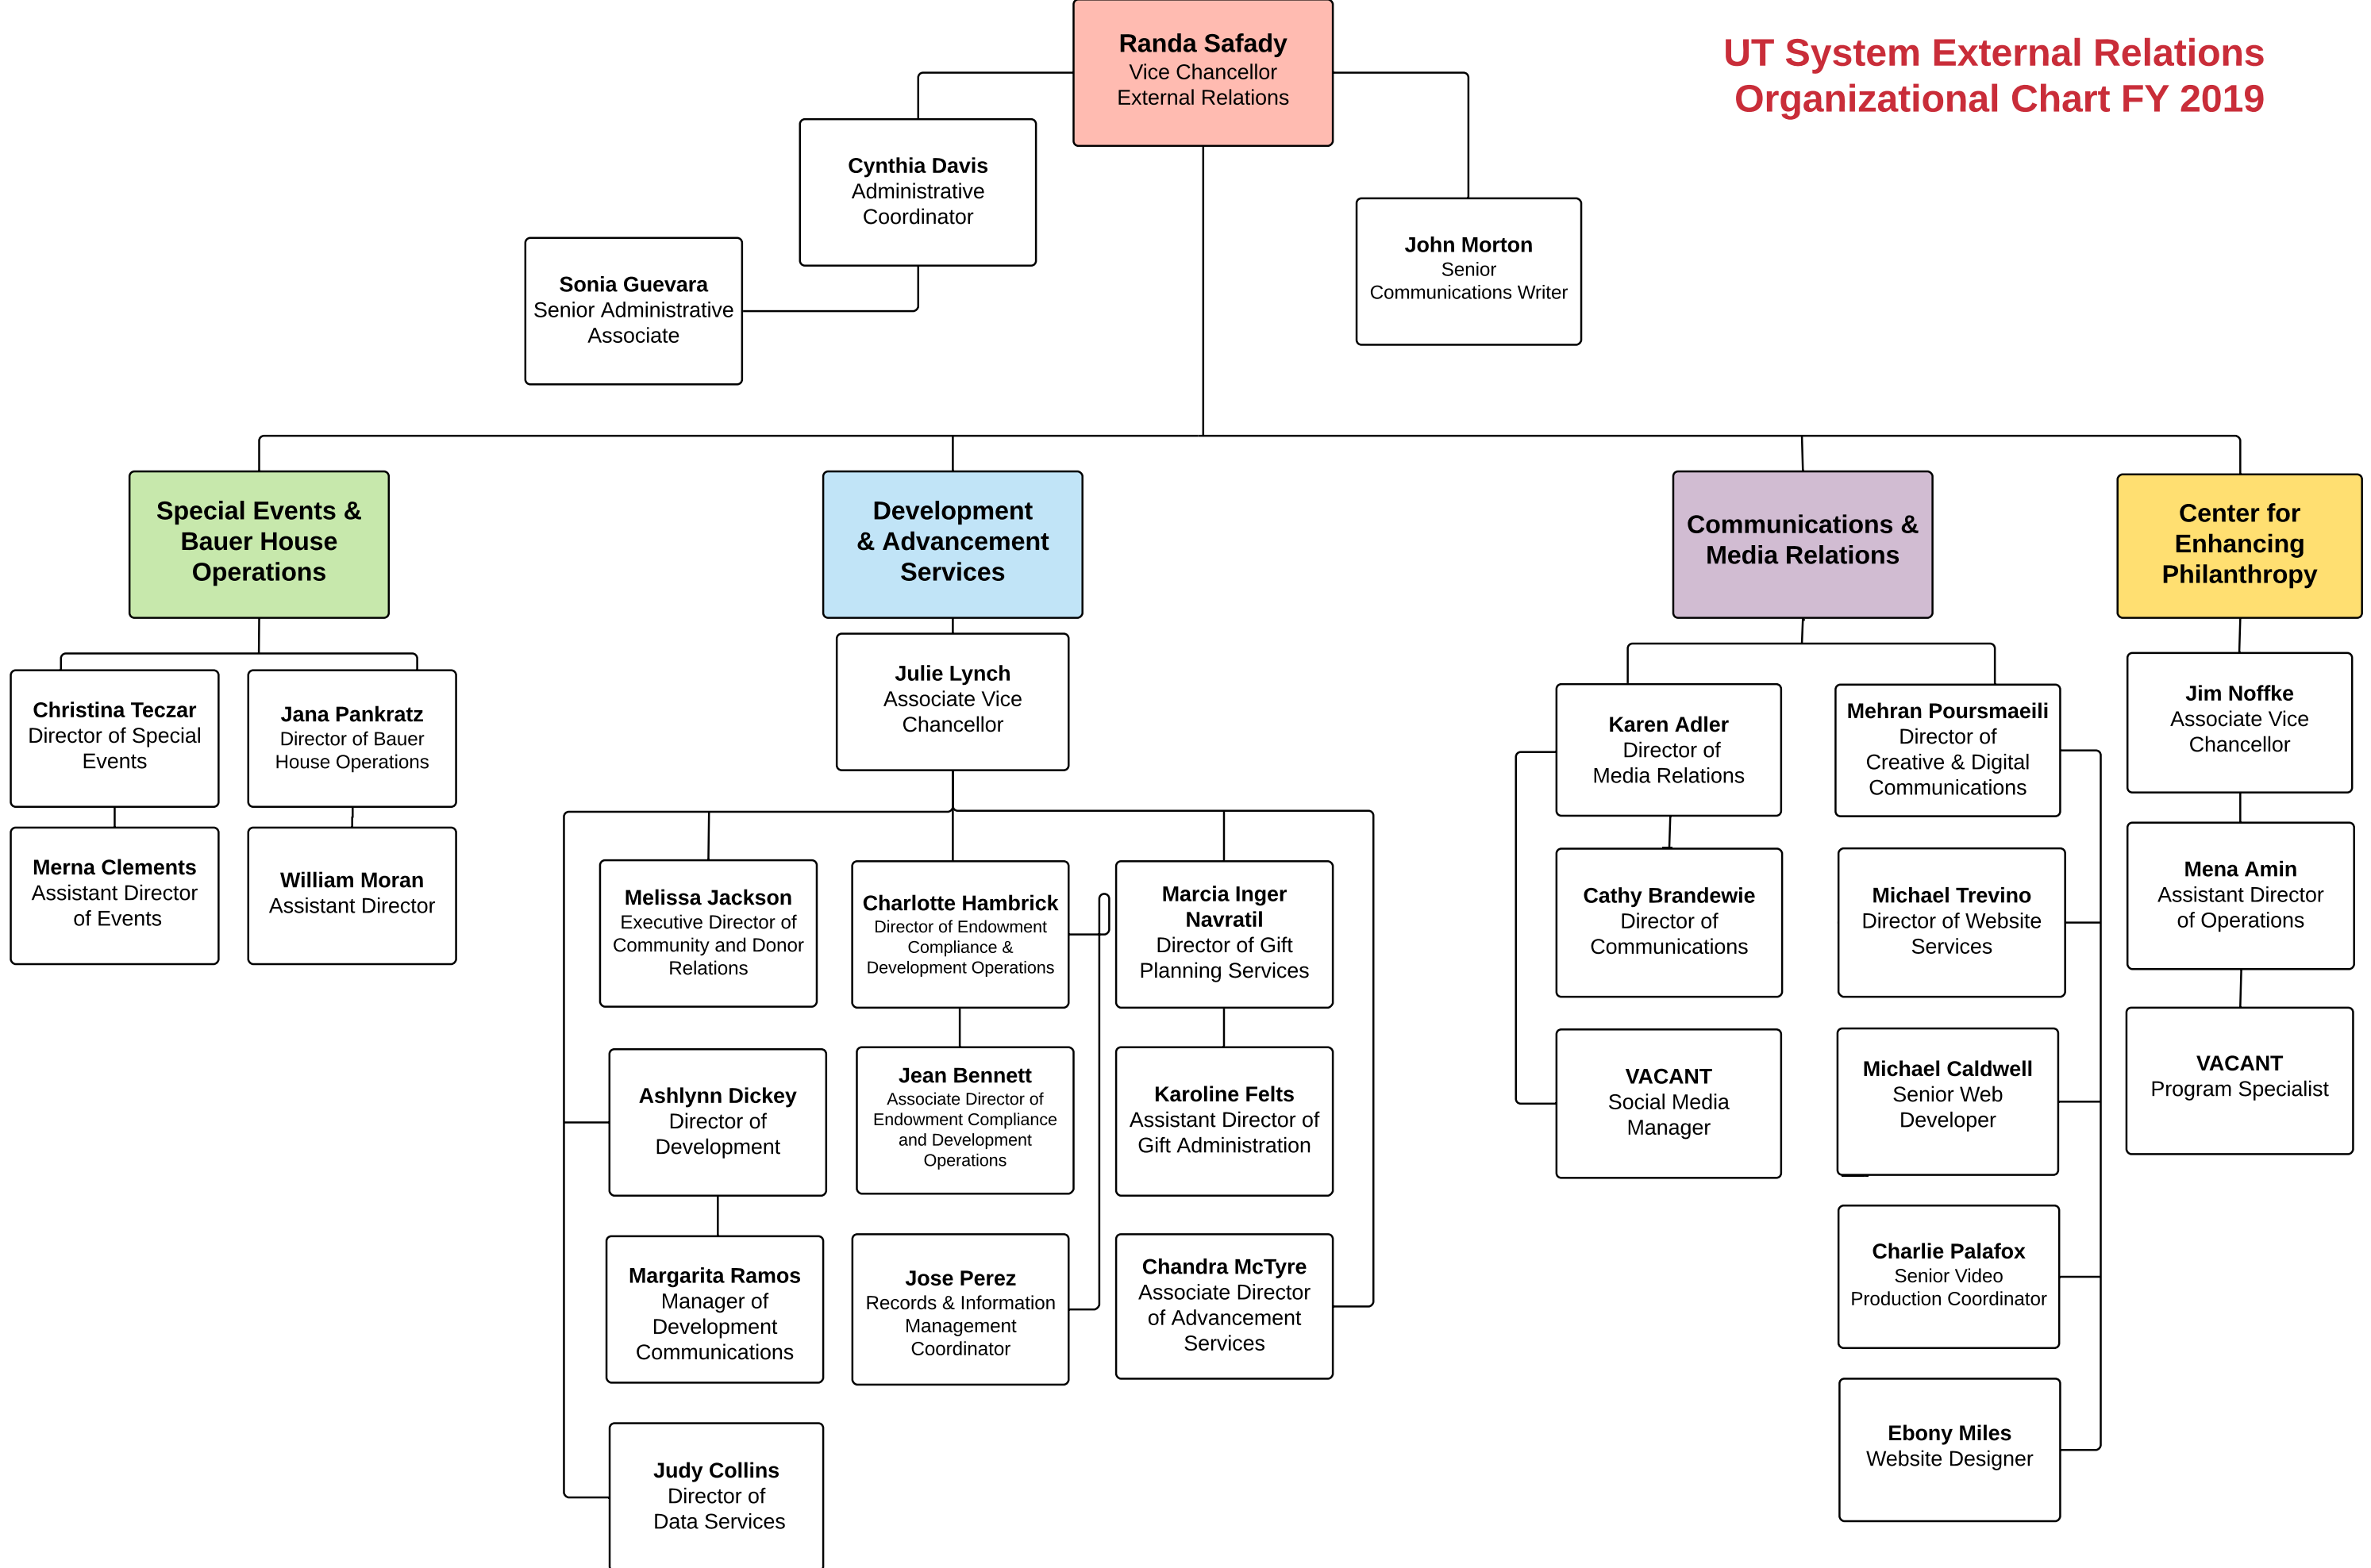 UT System External Relations
Organizational Chart FY 2019
Randa Safady
Vice Chancellor
External Relations
Cynthia Davis
Administrative
Coordinator
Sonia Guevara
Senior Administrative
Associate
John Morton
Senior
Communications Writer
Special Events &
Bauer House
Operations
Christina Teczar
Director of Special
Events
Jana Pankratz
Director of Bauer
House Operations
Merna Clements
Assistant Director
of Events
William Moran
Assistant Director
Development
& Advancement
Services
Julie Lynch
Associate Vice
Chancellor
Melissa Jackson
Executive Director of
Community and Donor
Relations
Charlotte Hambrick
Director of Endowment
Compliance &
Development Operations
Marcia Inger
Navratil
Director of Gift
Planning Services
Ashlynn Dickey
Director of
Development
Jean Bennett
Associate Director of
Endowment Compliance
and Development
Operations
Karoline Felts
Assistant Director of
Gift Administration
Margarita Ramos
Manager of
Development
Communications
Jose Perez
Records & Information
Management
Coordinator
Chandra McTyre
Associate Director
of Advancement
Services
Judy Collins
Director of
Data Services
Communications &
Media Relations
Karen Adler
Director of
Media Relations
Mehran Poursmaeili
Director of
Creative & Digital
Communications
Cathy Brandewie
Director of
Communications
Michael Trevino
Director of Website
Services
VACANT
Social Media
Manager
Michael Caldwell
Senior Web
Developer
Charlie Palafox
Senior Video
Production Coordinator
Ebony Miles
Website Designer
Center for
Enhancing
Philanthropy
Jim Noffke
Associate Vice
Chancellor
Mena Amin
Assistant Director
of Operations
VACANT
Program Specialist